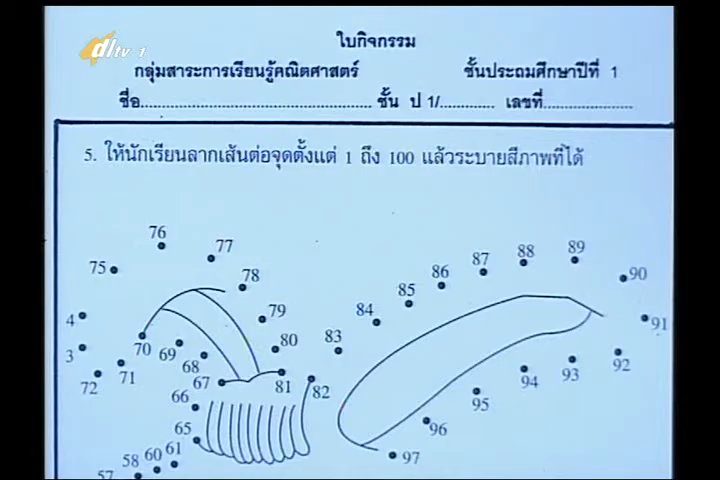 dltv 1
ใบกิจกรรม
กลุ่มสาระการเรียนรู้คณิตศาสตร์ ชั้นประถมศึกษาปีที่ 1
ชื่อ.................................................... ชั้น ป 1/............ เลขที่....................
5. ให้นักเรียนลากเส้นต่อจุดตั้งแต่ 1 ถึง 100 แล้วระบายสีภาพที่ได้
76 77 75 78 79 80
4 3 72 71 70 69 68 67 66 65
81 82 83 84 85 86 87 88 89 90
91 92 93 94 95 96 97
61 60 58 57